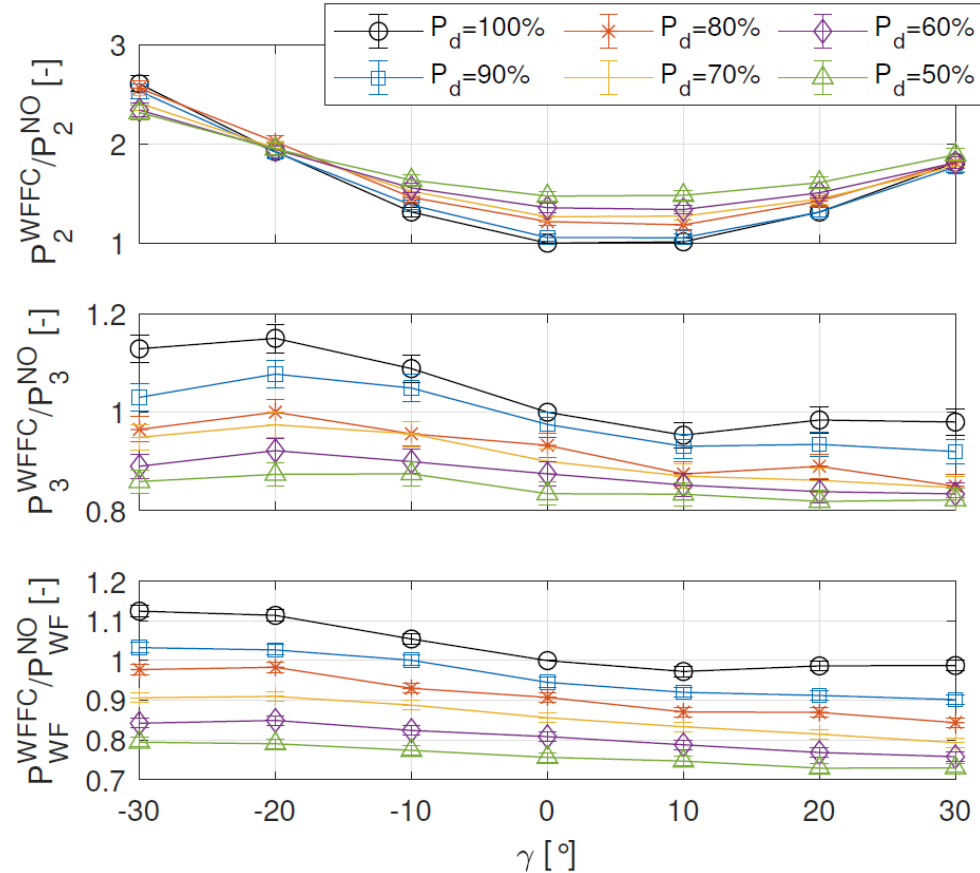 P_d=100% P_d=80% P_d=60%
P_d=90% P_d=70% P_d=50%
P_2^WFFC/P_2^NO [-]
3
2
1
P_3^WFFC/P_3^NO [-]
1.2
1
0.8
P_WF^WFFC/P_WF^NO [-]
1.2
1.1
1
0.9
0.8
0.7
-30 -20 -10 0 10 20 30
γ [°]